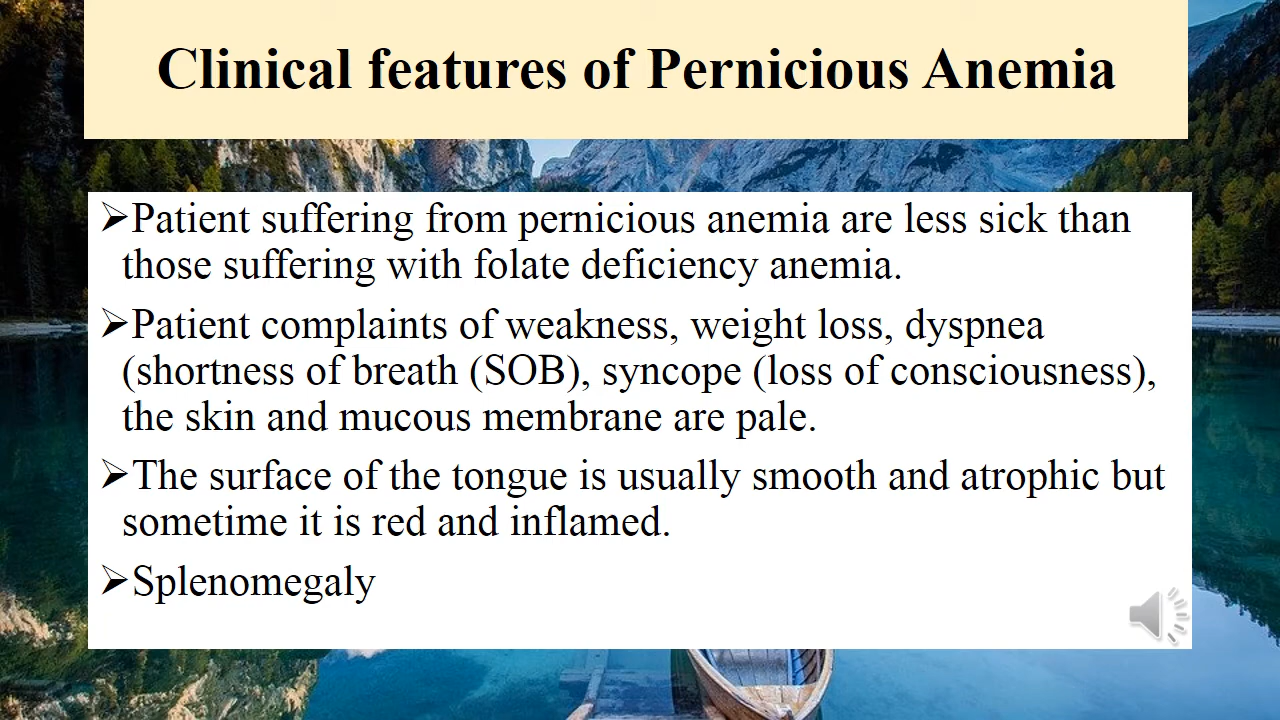 Clinical features of Pernicious Anemia
➢Patient suffering from pernicious anemia are less sick than
those suffering with folate deficiency anemia.
➢Patient complaints of weakness, weight loss, dyspnea
(shortness of breath (SOB), syncope (loss of consciousness),
the skin and mucous membrane are pale.
➢The surface of the tongue is usually smooth and atrophic but
sometime it is red and inflamed.
➢Splenomegaly